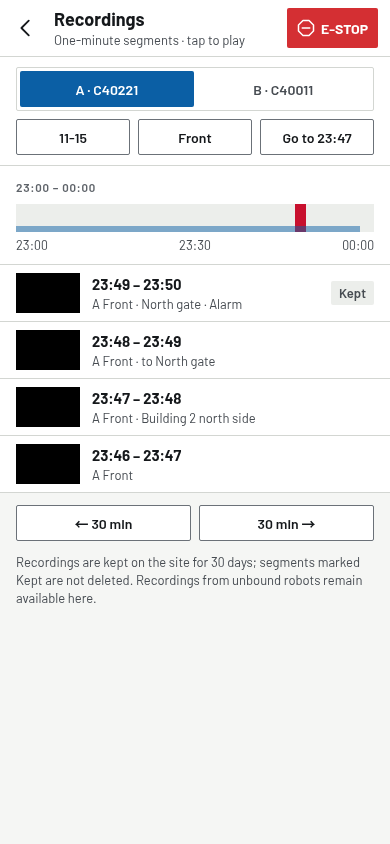 Recordings
One-minute segments · tap to play
E-STOP
A · C40221
B · C40011
11-15
Front
Go to 23:47
23:00 – 00:00
23:00
23:30
00:00
23:49 – 23:50
A Front · North gate · Alarm
Kept
23:48 – 23:49
A Front · to North gate
23:47 – 23:48
A Front · Building 2 north side
23:46 – 23:47
A Front
← 30 min
30 min →
Recordings are kept on the site for 30 days; segments marked
Kept are not deleted. Recordings from unbound robots remain
available here.